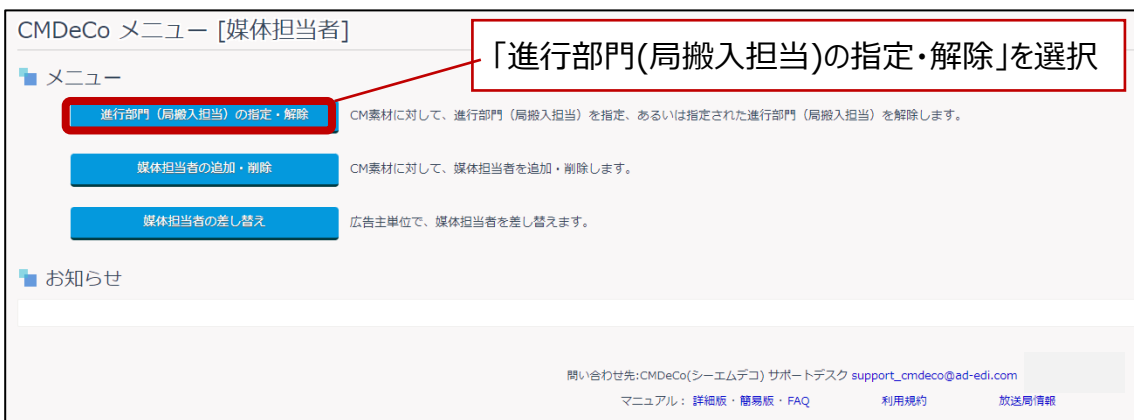 CMDeCo メニュー [媒体担当者]
「進行部門(局搬入担当)の指定・解除」を選択
メニュー
進行部門（局搬入担当）の指定・解除
CM素材に対して、進行部門（局搬入担当）を指定、あるいは指定された進行部門（局搬入担当）を解除します。
媒体担当者の追加・削除
CM素材に対して、媒体担当者を追加・削除します。
媒体担当者の差し替え
広告主単位で、媒体担当者を差し替えます。
お知らせ
問い合わせ先:CMDeCo(シーエムデコ) サポートデスク support_cmdeco@ad-edi.com
マニュアル： 詳細版・簡易版・FAQ 利用規約 放送局情報